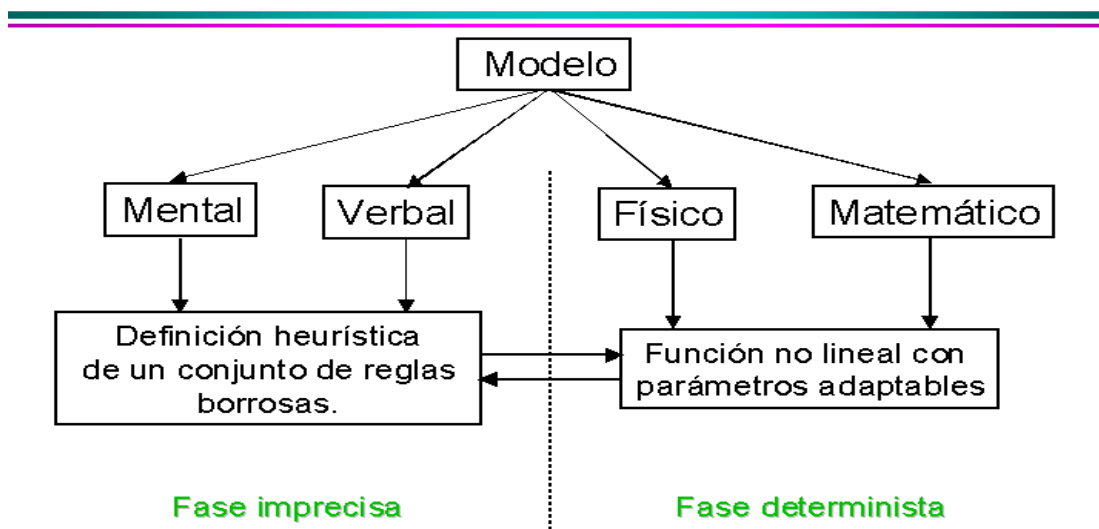 Modelo
Mental
Verbal
Físico
Matemático
Definición heurística
de un conjunto de reglas
borrosas.
Función no lineal con
parámetros adaptables
Fase imprecisa
Fase determinista